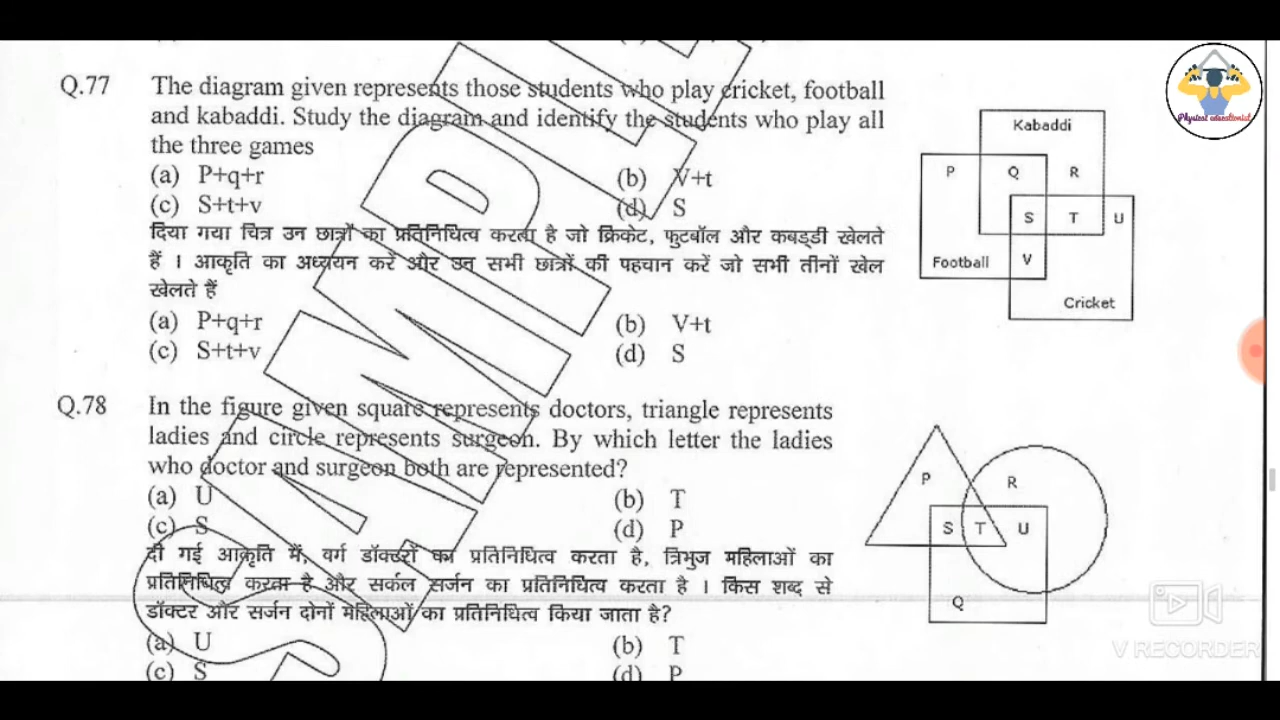 Q.77 The diagram given represents those students who play cricket, football
and kabaddi. Study the diagram and identify the students who play all
the three games
(a) P+q+r (b) V+t
(c) S+t+v (d) S
दिया गया चित्र उन छात्रों का प्रतिनिधित्व करता है जो क्रिकेट, फुटबॉल और कबड्डी खेलते
हैं । आकृति का अध्ययन करें और उन सभी छात्रों की पहचान करें जो सभी तीनों खेल
खेलते हैं
(a) P+q+r (b) V+t
(c) S+t+v (d) S
Kabaddi
P Q R
S T U
Football V
Cricket
Q.78 In the figure given square represents doctors, triangle represents
ladies and circle represents surgeon. By which letter the ladies
who doctor and surgeon both are represented?
(a) U (b) T
(c) S (d) P
दी गई आकृति में, वर्ग डॉक्टरों का प्रतिनिधित्व करता है, त्रिभुज महिलाओं का
प्रतिनिधित्व करता है और सर्कल सर्जन का प्रतिनिधित्व करता है । किस शब्द से
डॉक्टर और सर्जन दोनों महिलाओं का प्रतिनिधित्व किया जाता है?
(a) U (b) T
(c) S (d) P
P R
S T U
Q
SAMPLE
Physical educationist
V RECORDER